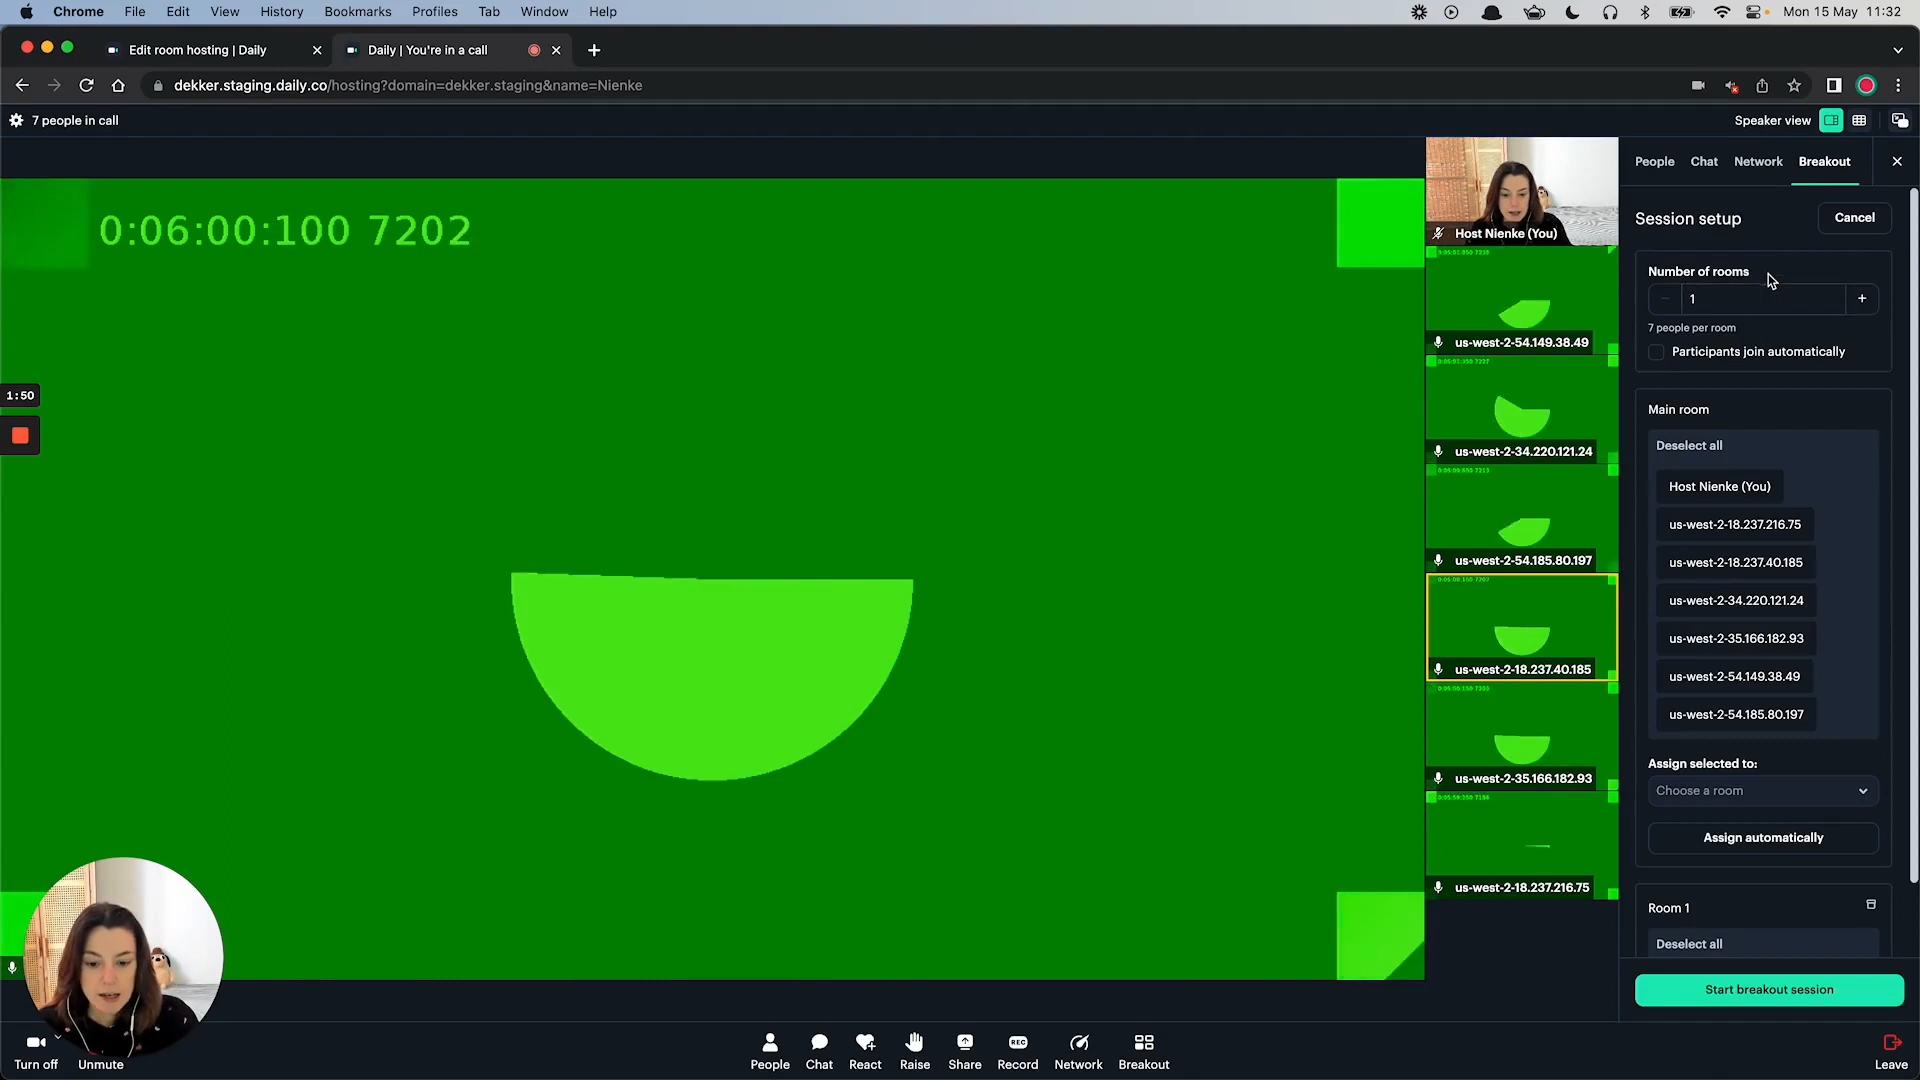 Chrome File Edit View History Bookmarks Profiles Tab Window Help Mon 15 May 11:32
Edit room hosting | Daily Daily | You're in a call
dekker.staging.daily.co/hosting?domain=dekker.staging&name=Nienke
7 people in call Speaker view
People Chat Network Breakout
0:06:00:100 7202
Session setup Cancel
Host Nienke (You)
Number of rooms
1
7 people per room
Participants join automatically
us-west-2-54.149.38.49
1:50
Main room
Deselect all
us-west-2-34.220.121.24
Host Nienke (You)
us-west-2-18.237.216.75
us-west-2-18.237.40.185
us-west-2-34.220.121.24
us-west-2-35.166.182.93
us-west-2-54.149.38.49
us-west-2-54.185.80.197
us-west-2-54.185.80.197
us-west-2-18.237.40.185
us-west-2-35.166.182.93
us-west-2-18.237.216.75
Assign selected to:
Choose a room
Assign automatically
Room 1
Deselect all
Start breakout session
Turn off Unmute People Chat React Raise Share REC Record Network Breakout Leave